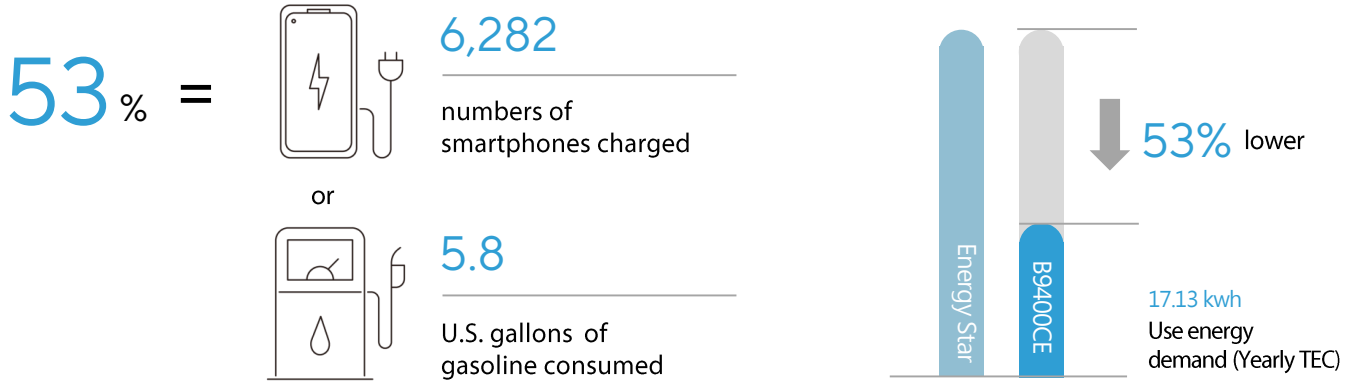 53 % =
6,282
numbers of
smartphones charged
or
5.8
U.S. gallons of
gasoline consumed
Energy Star
B9400CE
53% lower
17.13 kwh
Use energy
demand (Yearly TEC)